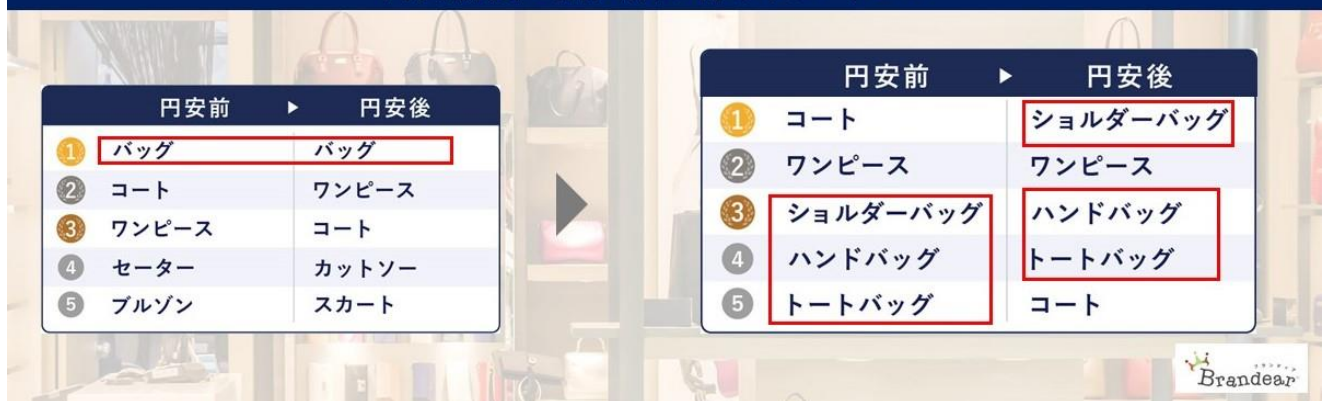 円安前 ▶ 円安後
1 バッグ バッグ
2 コート ワンピース
3 ワンピース コート
4 セーター カットソー
5 ブルゾン スカート
円安前 ▶ 円安後
1 コート ショルダーバッグ
2 ワンピース ワンピース
3 ショルダーバッグ ハンドバッグ
4 ハンドバッグ トートバッグ
5 トートバッグ コート
ブランディア
Brandear